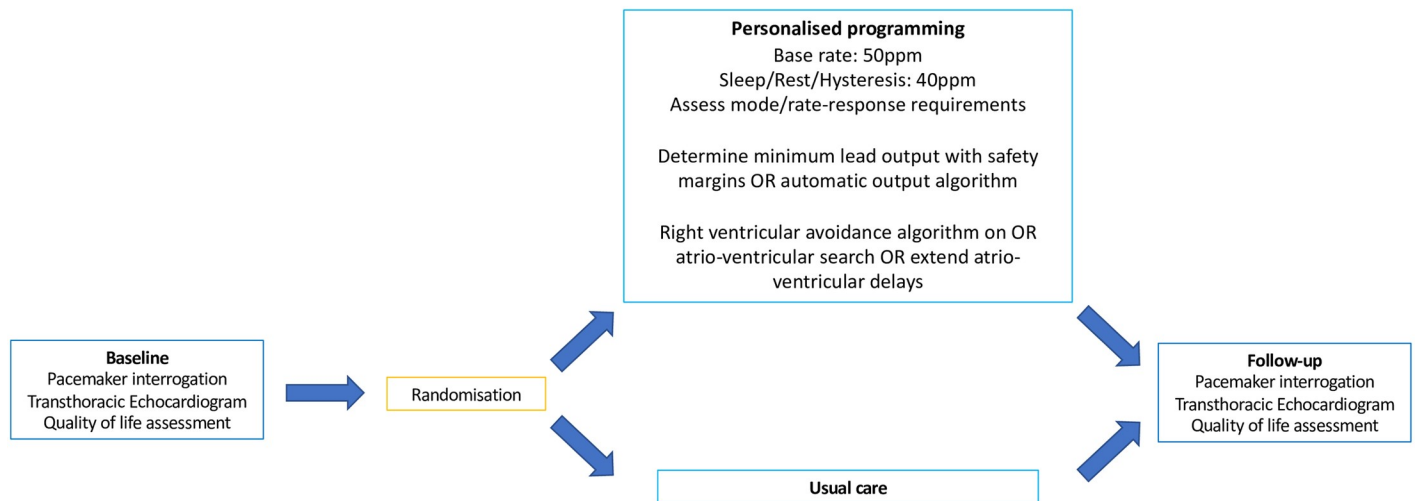 Personalised programming
Base rate: 50ppm
Sleep/Rest/Hysteresis: 40ppm
Assess mode/rate-response requirements
Determine minimum lead output with safety
margins OR automatic output algorithm
Right ventricular avoidance algorithm on OR
atrio-ventricular search OR extend atrio-
ventricular delays
Baseline
Pacemaker interrogation
Transthoracic Echocardiogram
Quality of life assessment
Randomisation
Follow-up
Pacemaker interrogation
Transthoracic Echocardiogram
Quality of life assessment
Usual care